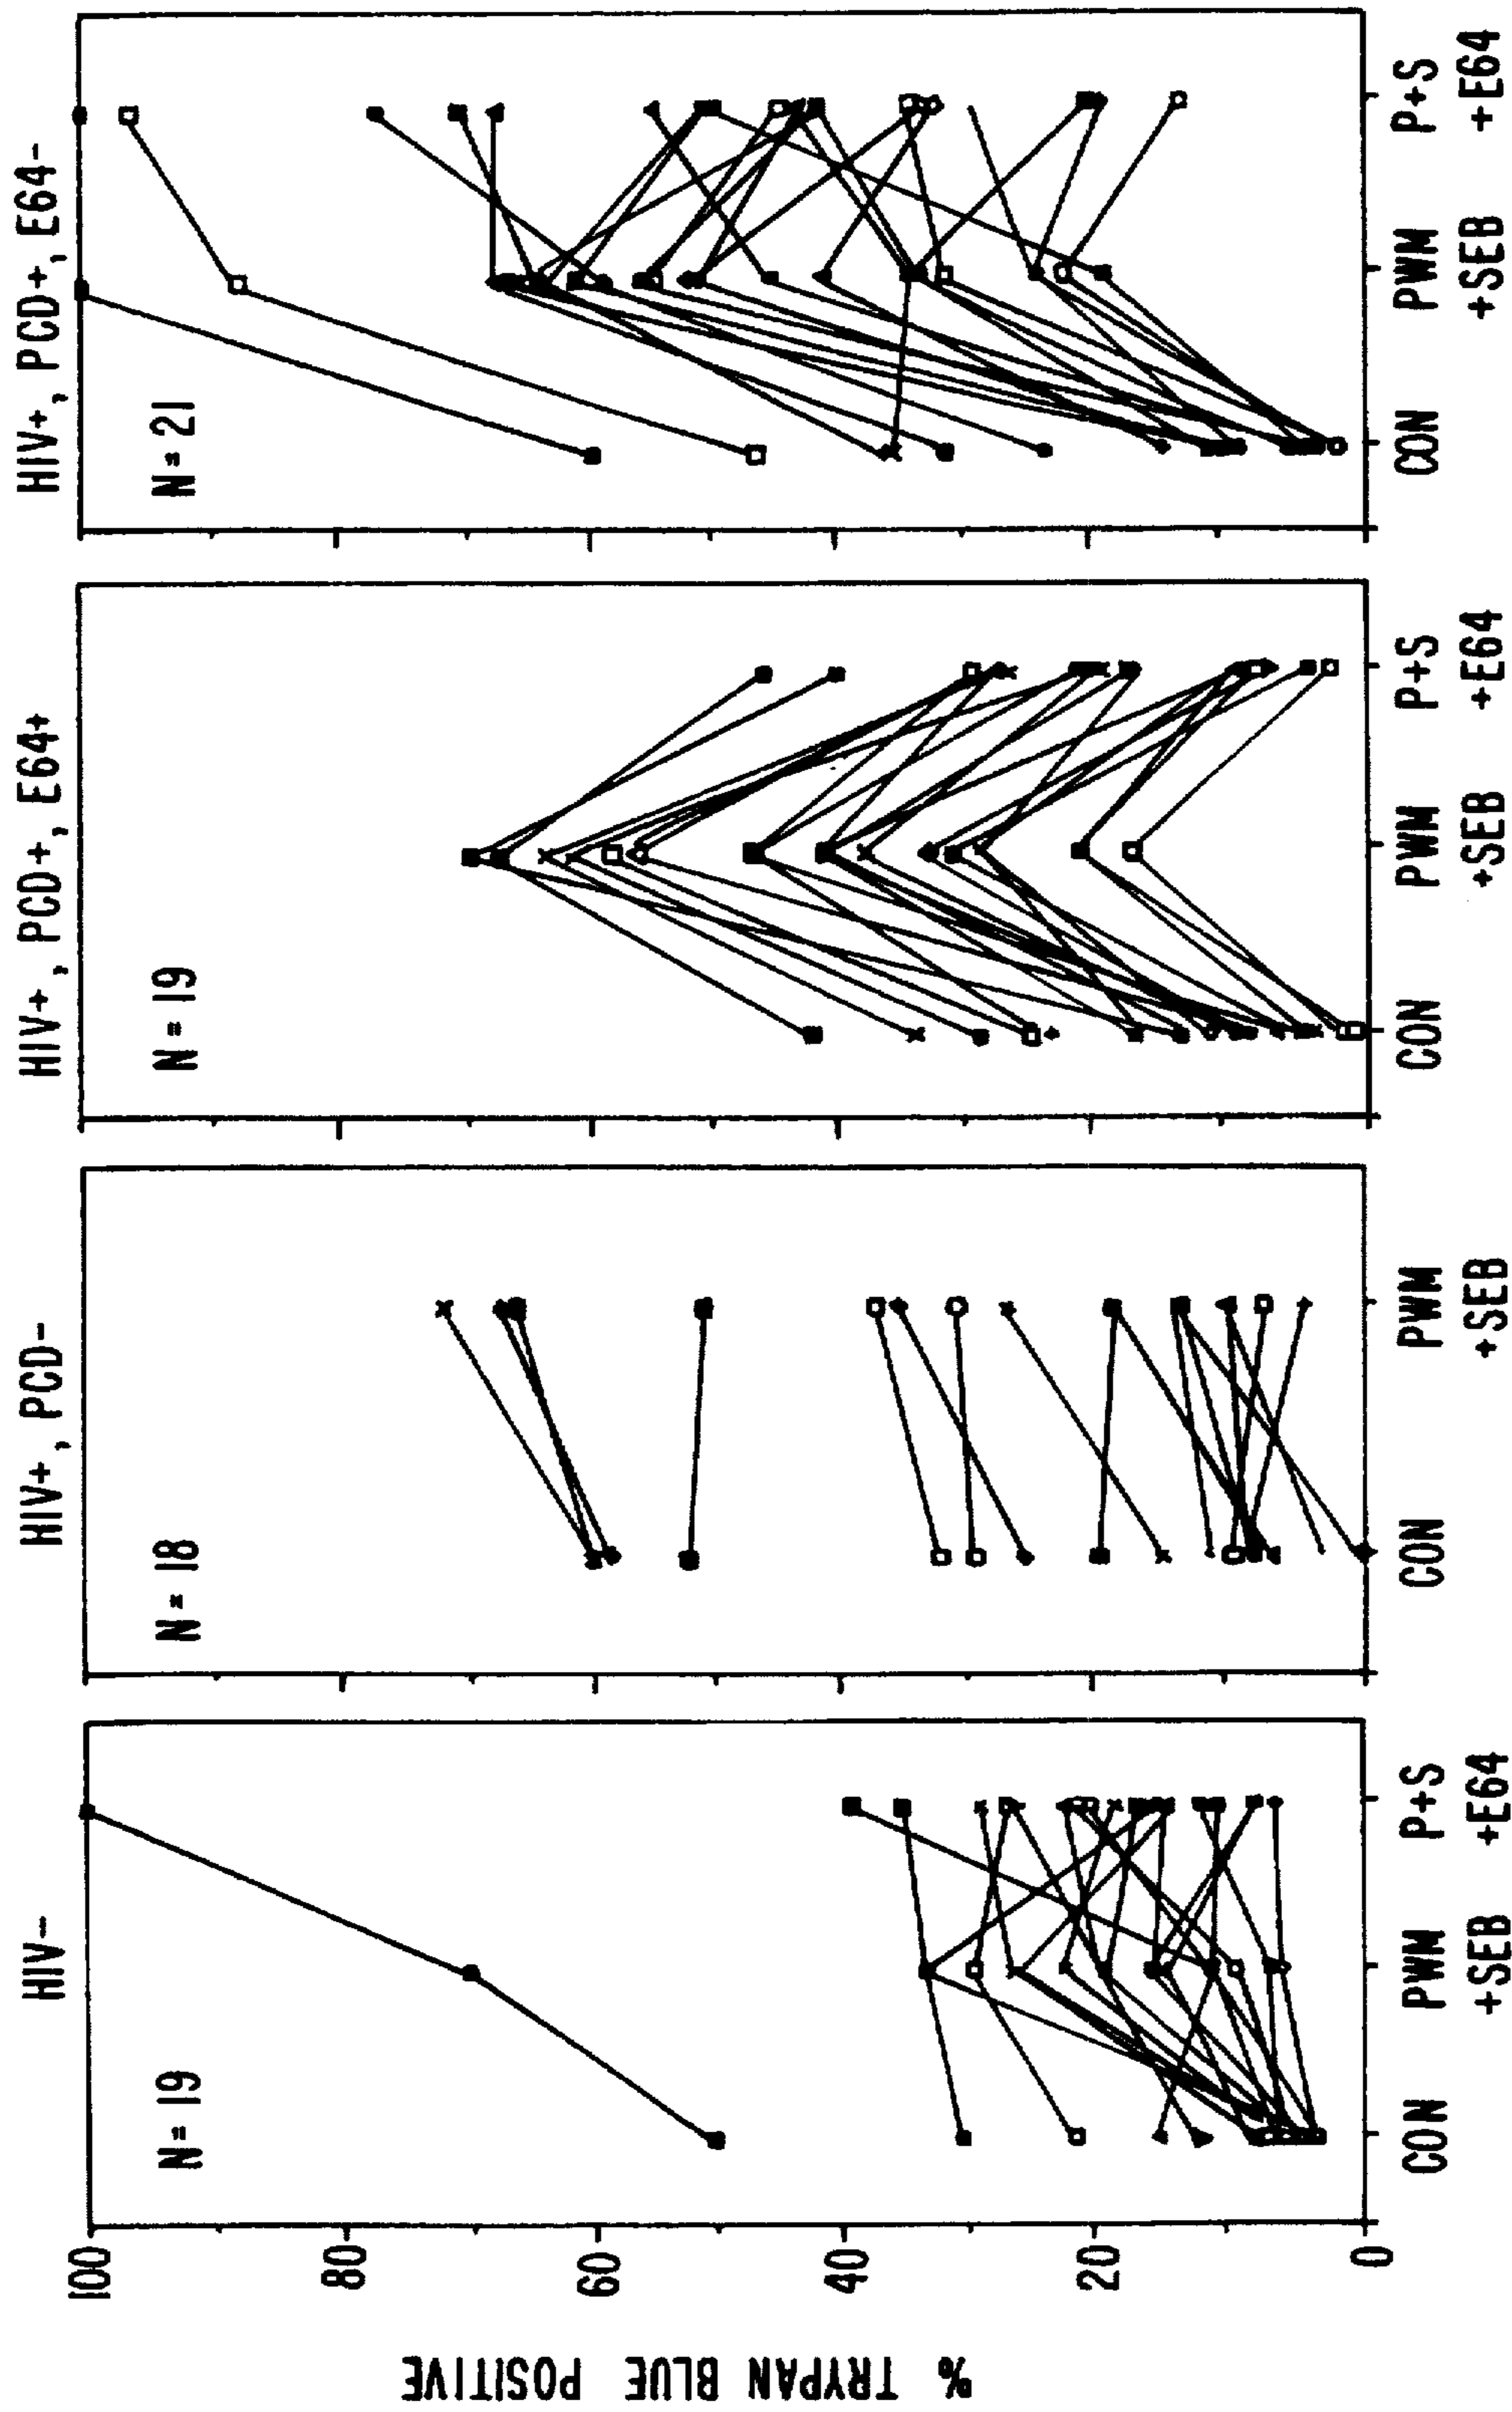 % TRYPAN BLUE POSITIVE
100
80
60
40
20
0
HIV-
N = 19
CON
PWM
+SEB
P+S
+E64
HIV+, PCD-
N = 18
CON
PWM
+SEB
HIV+, PCD+, E64+
N = 19
CON
PWM
+SEB
P+S
+E64
HIV+, PCD+, E64-
N = 21
CON
PWM
+SEB
P+S
+E64